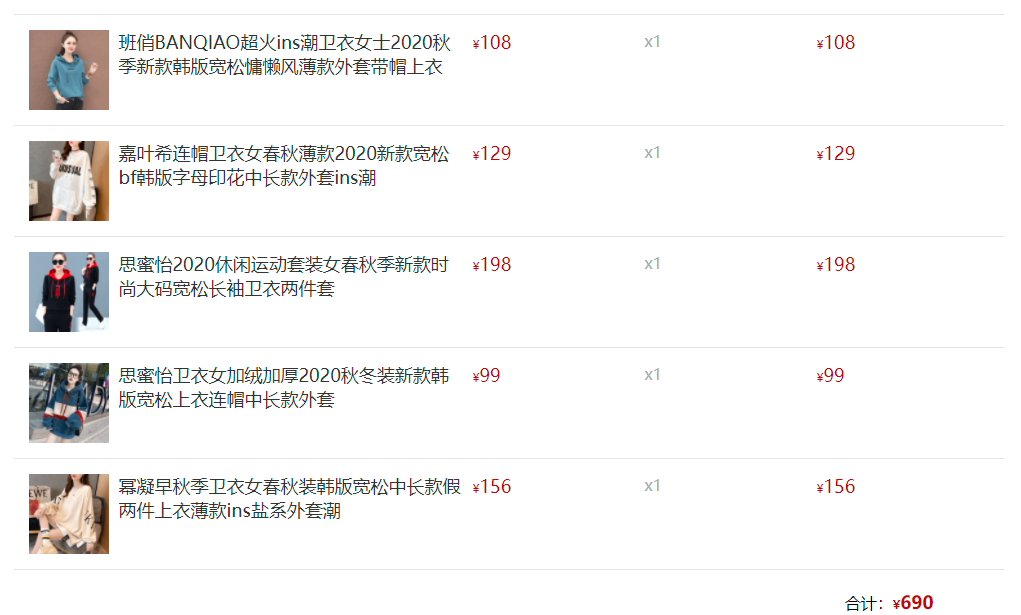 班俏BANQIAO超火ins潮卫衣女士2020秋 ¥108 x1 ¥108
季新款韩版宽松慵懒风薄款外套带帽上衣
嘉叶希连帽卫衣女春秋薄款2020新款宽松 ¥129 x1 ¥129
bf韩版字母印花中长款外套ins潮
思蜜怡2020休闲运动套装女春秋季新款时 ¥198 x1 ¥198
尚大码宽松长袖卫衣两件套
思蜜怡卫衣女加绒加厚2020秋冬装新款韩 ¥99 x1 ¥99
版宽松上衣连帽中长款外套
幂凝早秋季卫衣女春秋装韩版宽松中长款假 ¥156 x1 ¥156
两件上衣薄款ins盐系外套潮
合计: ¥690